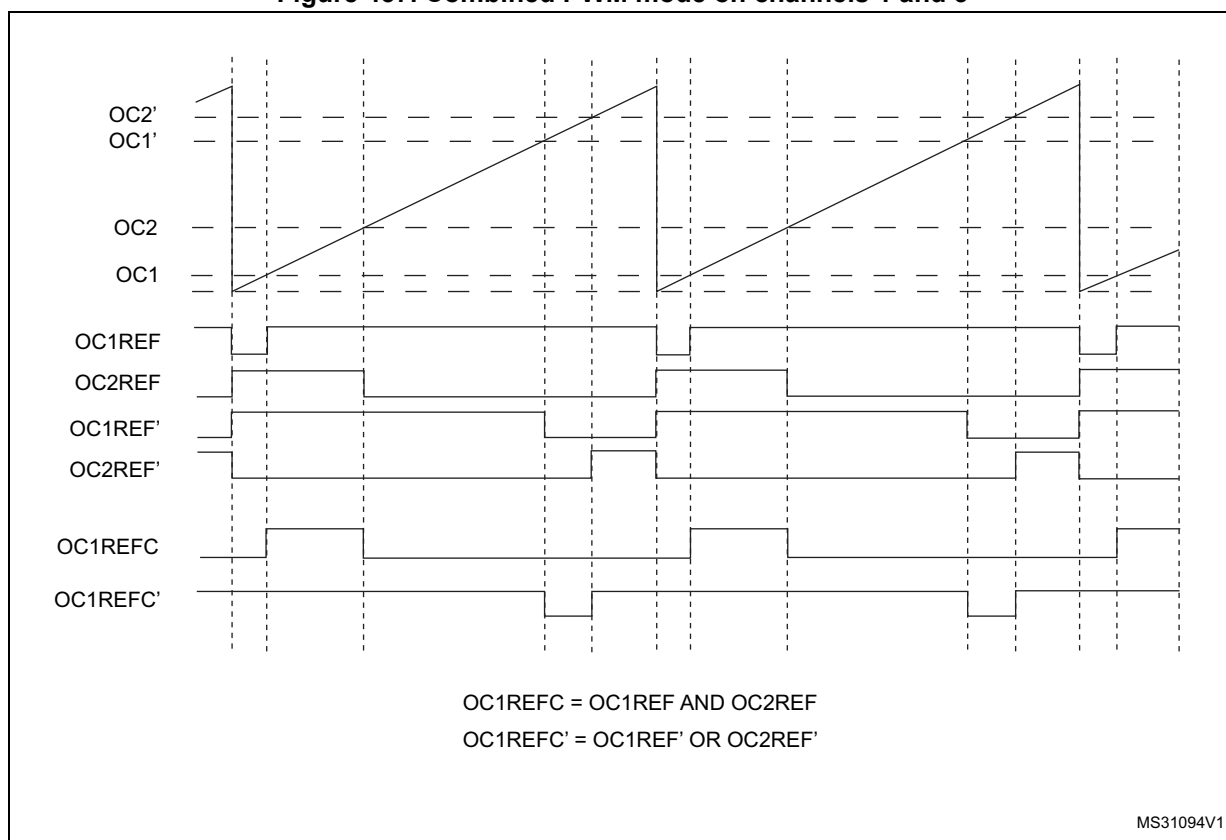 OC2’
OC1’
OC2
OC1
OC1REF
OC2REF
OC1REF’
OC2REF’
OC1REFC
OC1REFC’
OC1REFC = OC1REF AND OC2REF
OC1REFC’ = OC1REF’ OR OC2REF’
MS31094V1